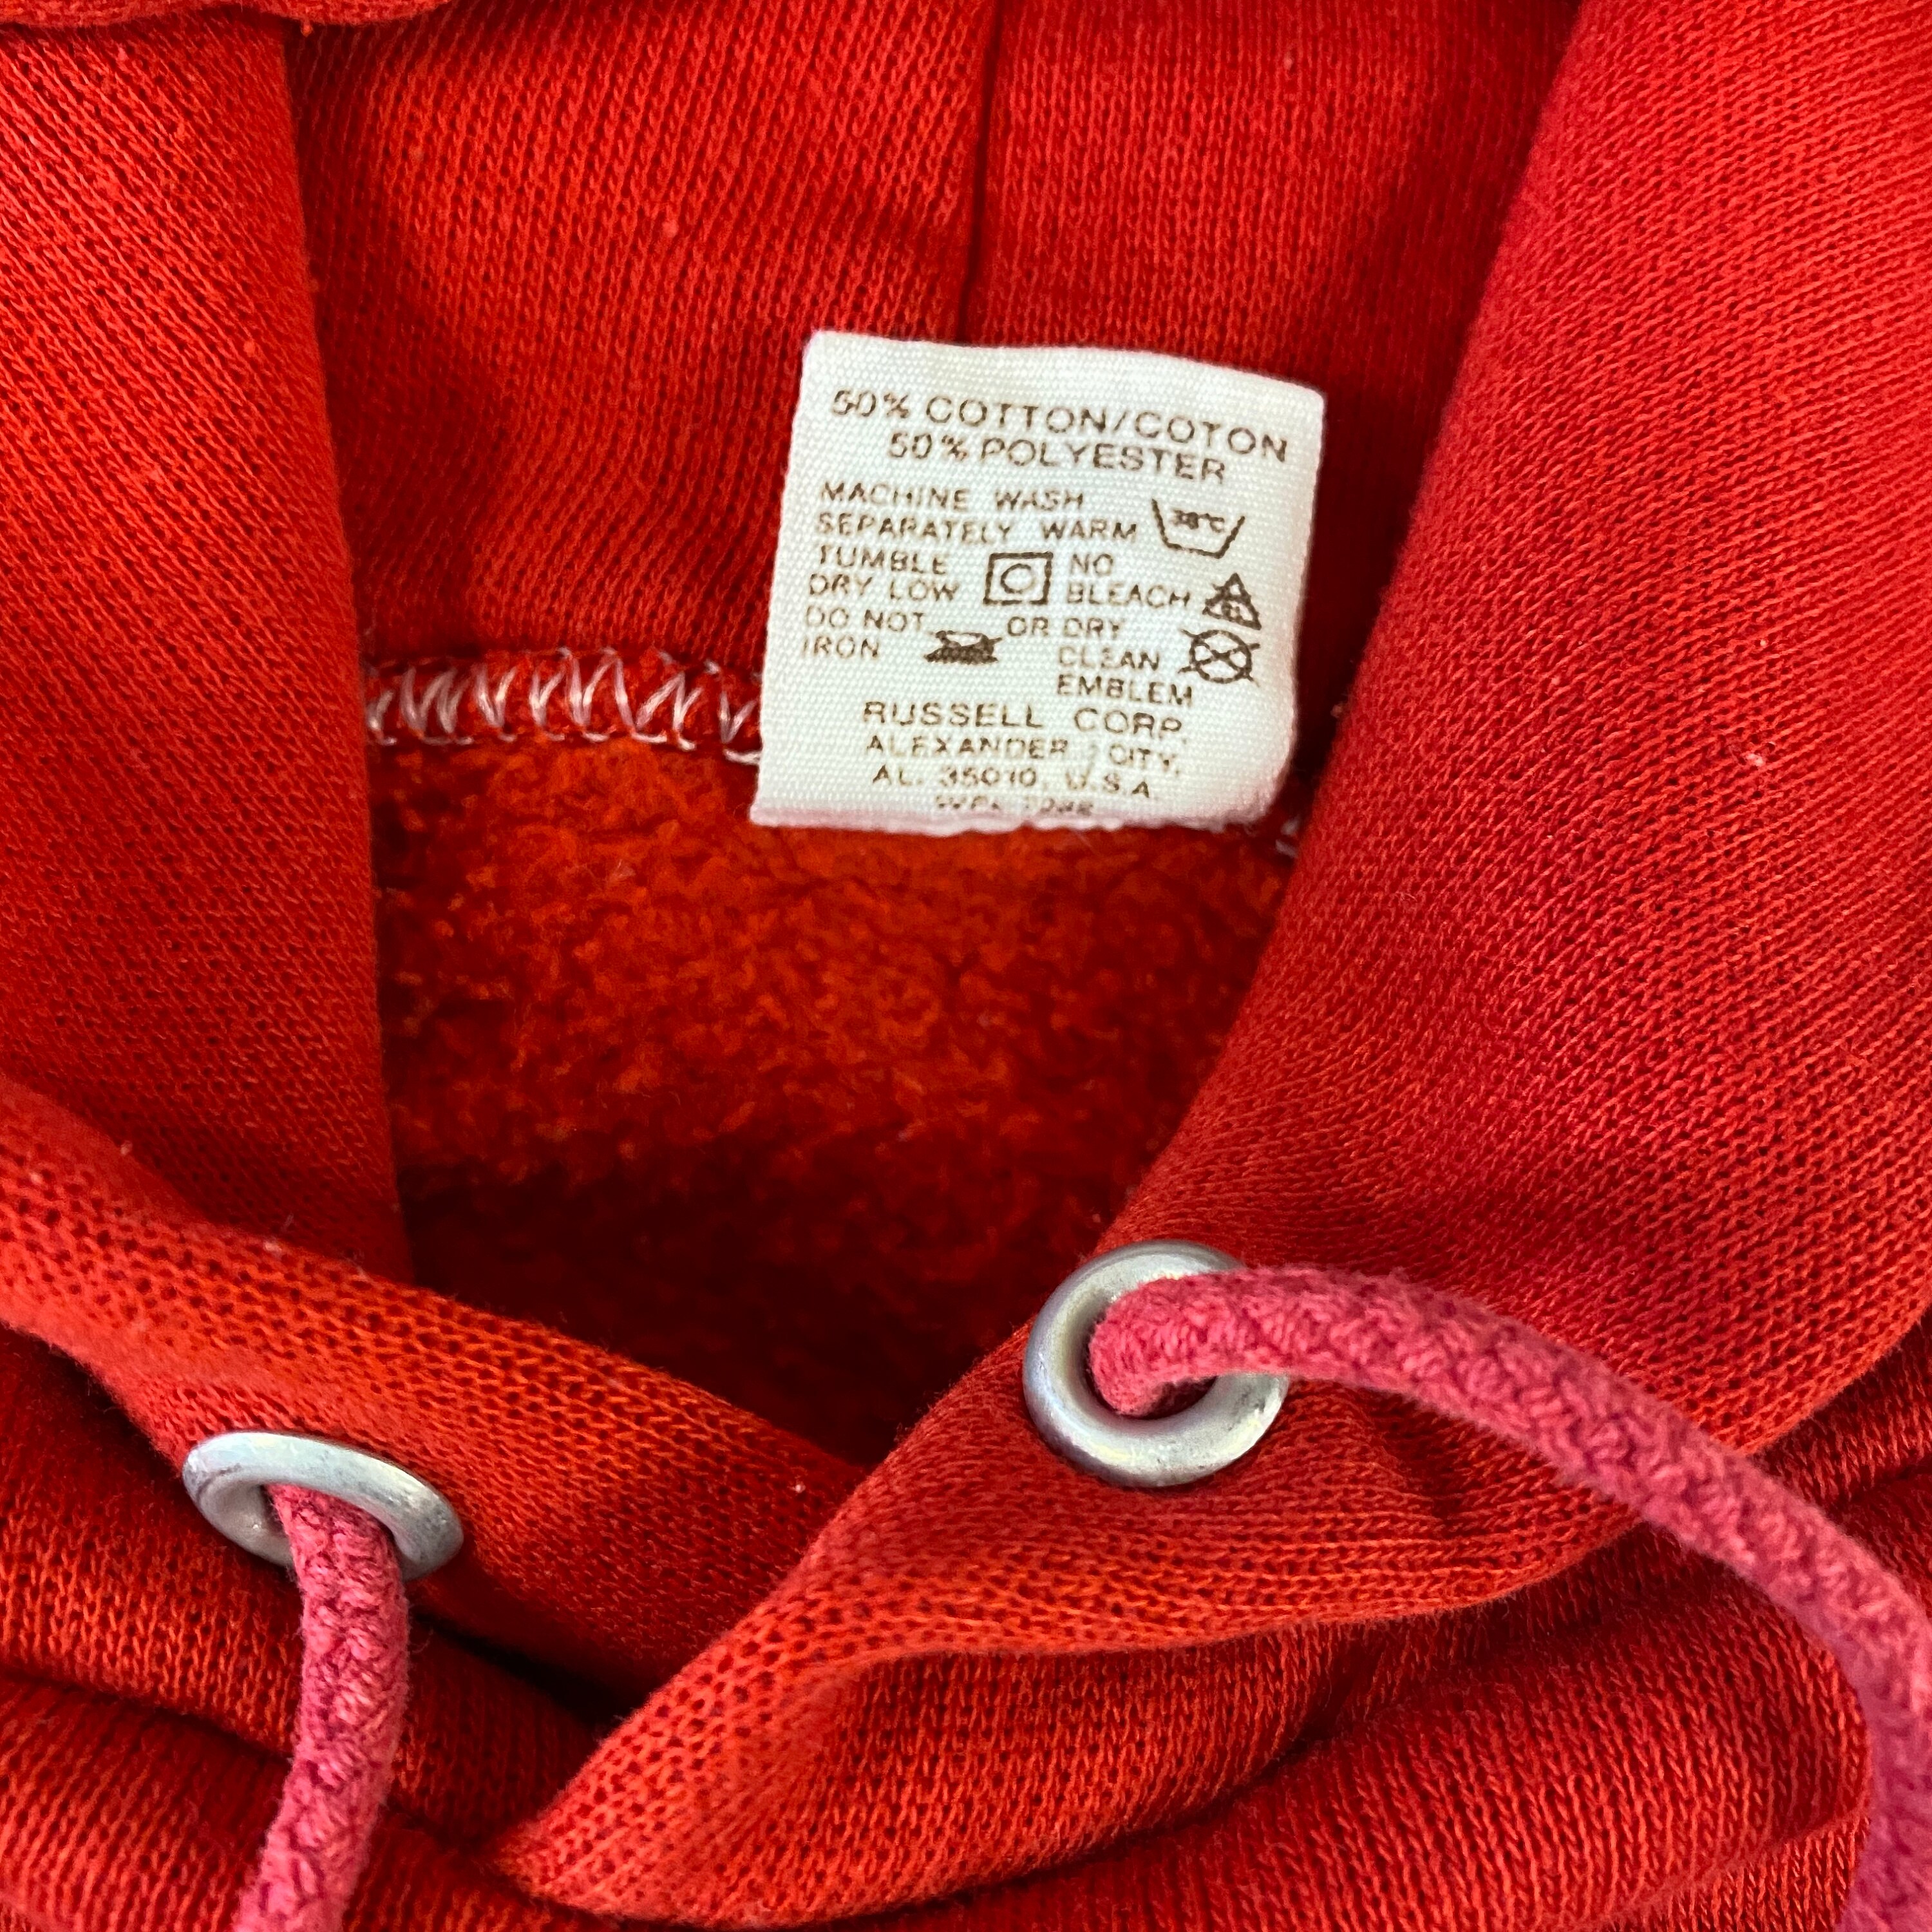 50% COTTON/COTON
50% POLYESTER
MACHINE WASH
SEPARATELY WARM 38°C
TUMBLE
DRY LOW
NO
BLEACH
DO NOT
IRON
OR DRY
CLEAN
EMBLEM
RUSSELL CORP.
ALEXANDER CITY,
AL. 35010, U.S.A.